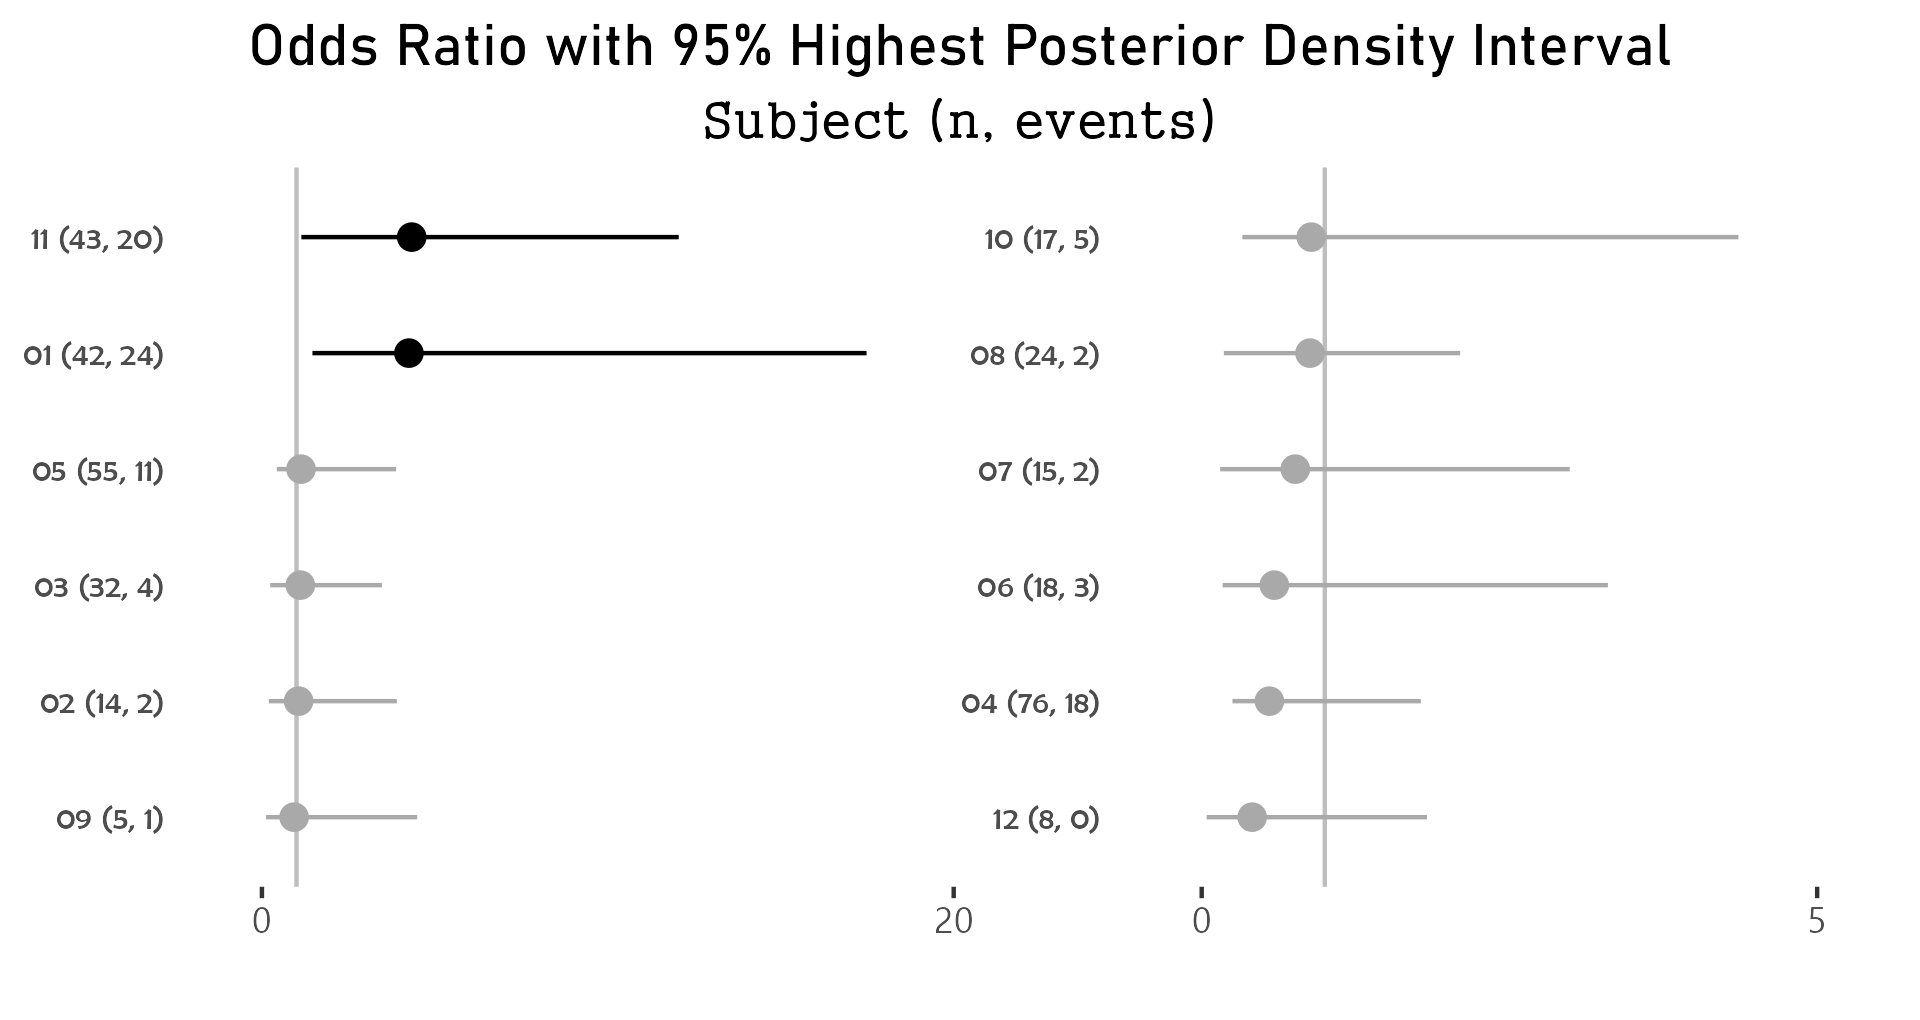 Odds Ratio with 95% Highest Posterior Density Interval
Subject (n, events)
11 (43, 20)
01 (42, 24)
05 (55, 11)
03 (32, 4)
02 (14, 2)
09 (5, 1)
0
20
10 (17, 5)
08 (24, 2)
07 (15, 2)
06 (18, 3)
04 (76, 18)
12 (8, 0)
0
5